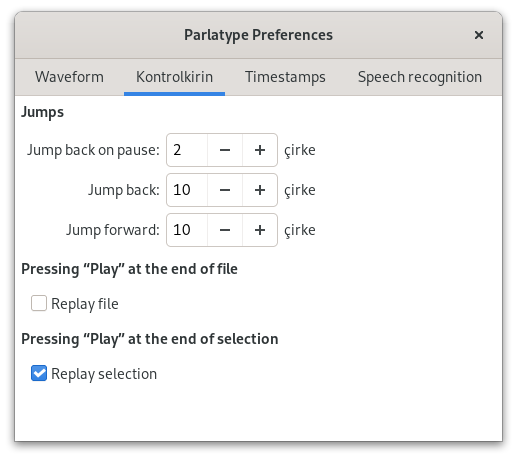 Parlatype Preferences
Waveform Kontrolkirin Timestamps Speech recognition
Jumps
Jump back on pause: 2 − + çirke
Jump back: 10 − + çirke
Jump forward: 10 − + çirke
Pressing “Play” at the end of file
Replay file
Pressing “Play” at the end of selection
Replay selection